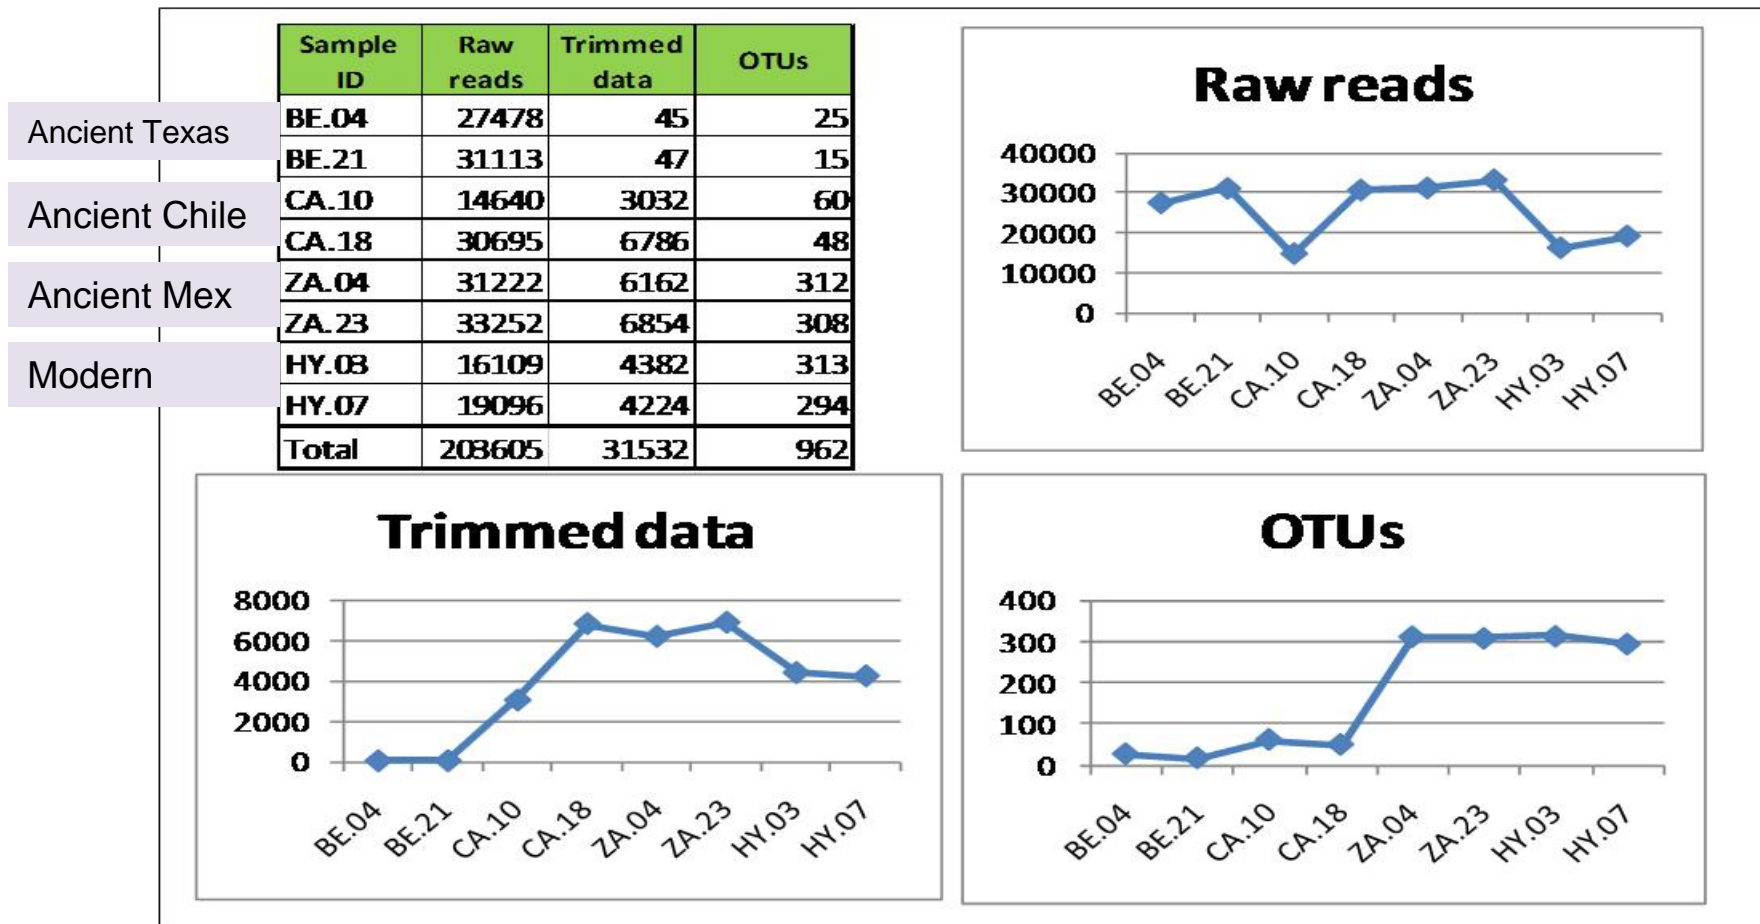 Sample ID Raw reads Trimmed data OTUs
Ancient Texas
BE.04 27478 45 25
BE.21 31113 47 15
Ancient Chile
CA.10 14640 3032 60
CA.18 30695 6786 48
Ancient Mex
ZA.04 31222 6162 312
ZA.23 33252 6854 308
Modern
HY.03 16109 4382 313
HY.07 19096 4224 294
Total 203605 31532 962
Raw reads
40000
30000
20000
10000
0
BE.04 BE.21 CA.10 CA.18 ZA.04 ZA.23 HY.03 HY.07
Trimmed data
8000
6000
4000
2000
0
BE.04 BE.21 CA.10 CA.18 ZA.04 ZA.23 HY.03 HY.07
OTUs
400
300
200
100
0
BE.04 BE.21 CA.10 CA.18 ZA.04 ZA.23 HY.03 HY.07